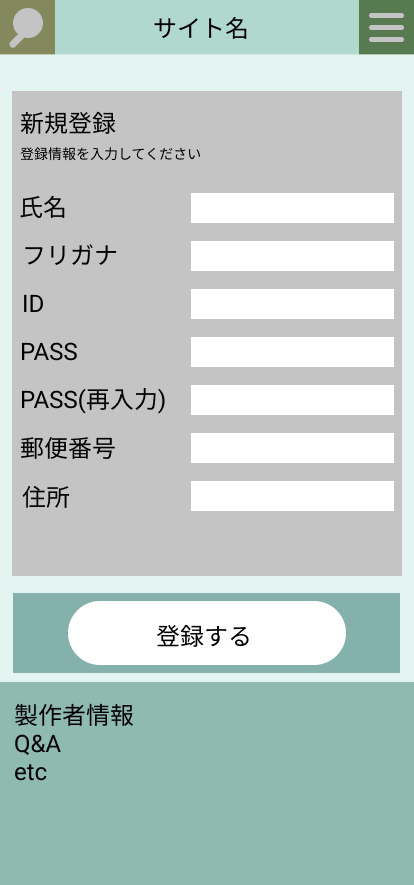 サイト名
新規登録
登録情報を入力してください
氏名
フリガナ
ID
PASS
PASS(再入力)
郵便番号
住所
登録する
製作者情報
Q&A
etc